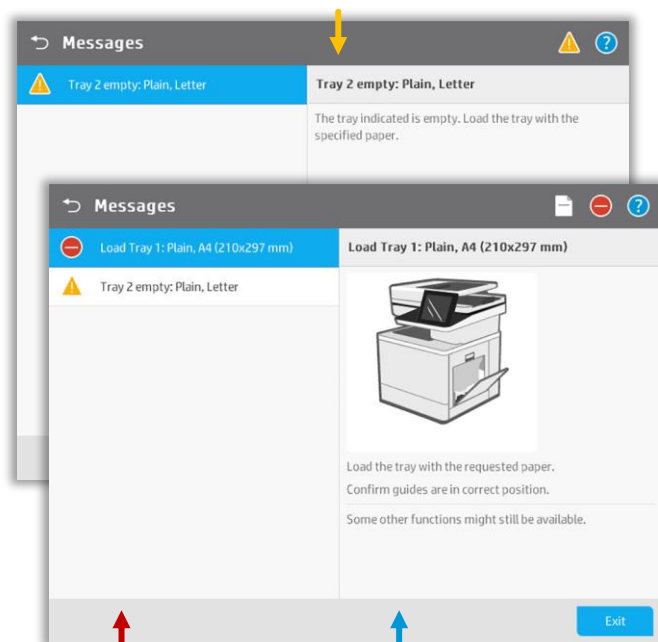 Messages
?
Tray 2 empty: Plain, Letter
Tray 2 empty: Plain, Letter
The tray indicated is empty. Load the tray with the
specified paper.
Messages
?
Load Tray 1: Plain, A4 (210x297 mm)
Tray 2 empty: Plain, Letter
Load Tray 1: Plain, A4 (210x297 mm)
Load the tray with the requested paper.
Confirm guides are in correct position.
Some other functions might still be available.
Exit